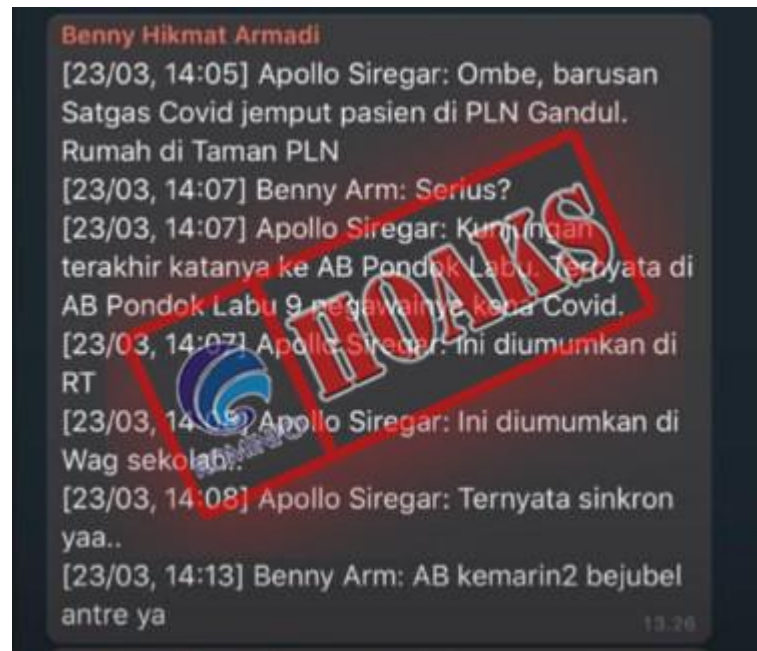 Benny Hikmat Armadi
[23/03, 14:05] Apollo Siregar: Ombe, barusan
Satgas Covid jemput pasien di PLN Gandul.
Rumah di Taman PLN
[23/03, 14:07] Benny Arm: Serius?
[23/03, 14:07] Apollo Siregar: Kunjungan
terakhir katanya ke AB Pondok Labu. Ternyata di
AB Pondok Labu 9 pegawainya kena Covid.
[23/03, 14:07] Apollo Siregar: Ini diumumkan di
RT
[23/03, 14:08] Apollo Siregar: Ini diumumkan di
Wag sekolah..
[23/03, 14:08] Apollo Siregar: Ternyata sinkron
yaa..
[23/03, 14:13] Benny Arm: AB kemarin2 bejubel
antre ya
13.26
HOAKS
KOMINFO